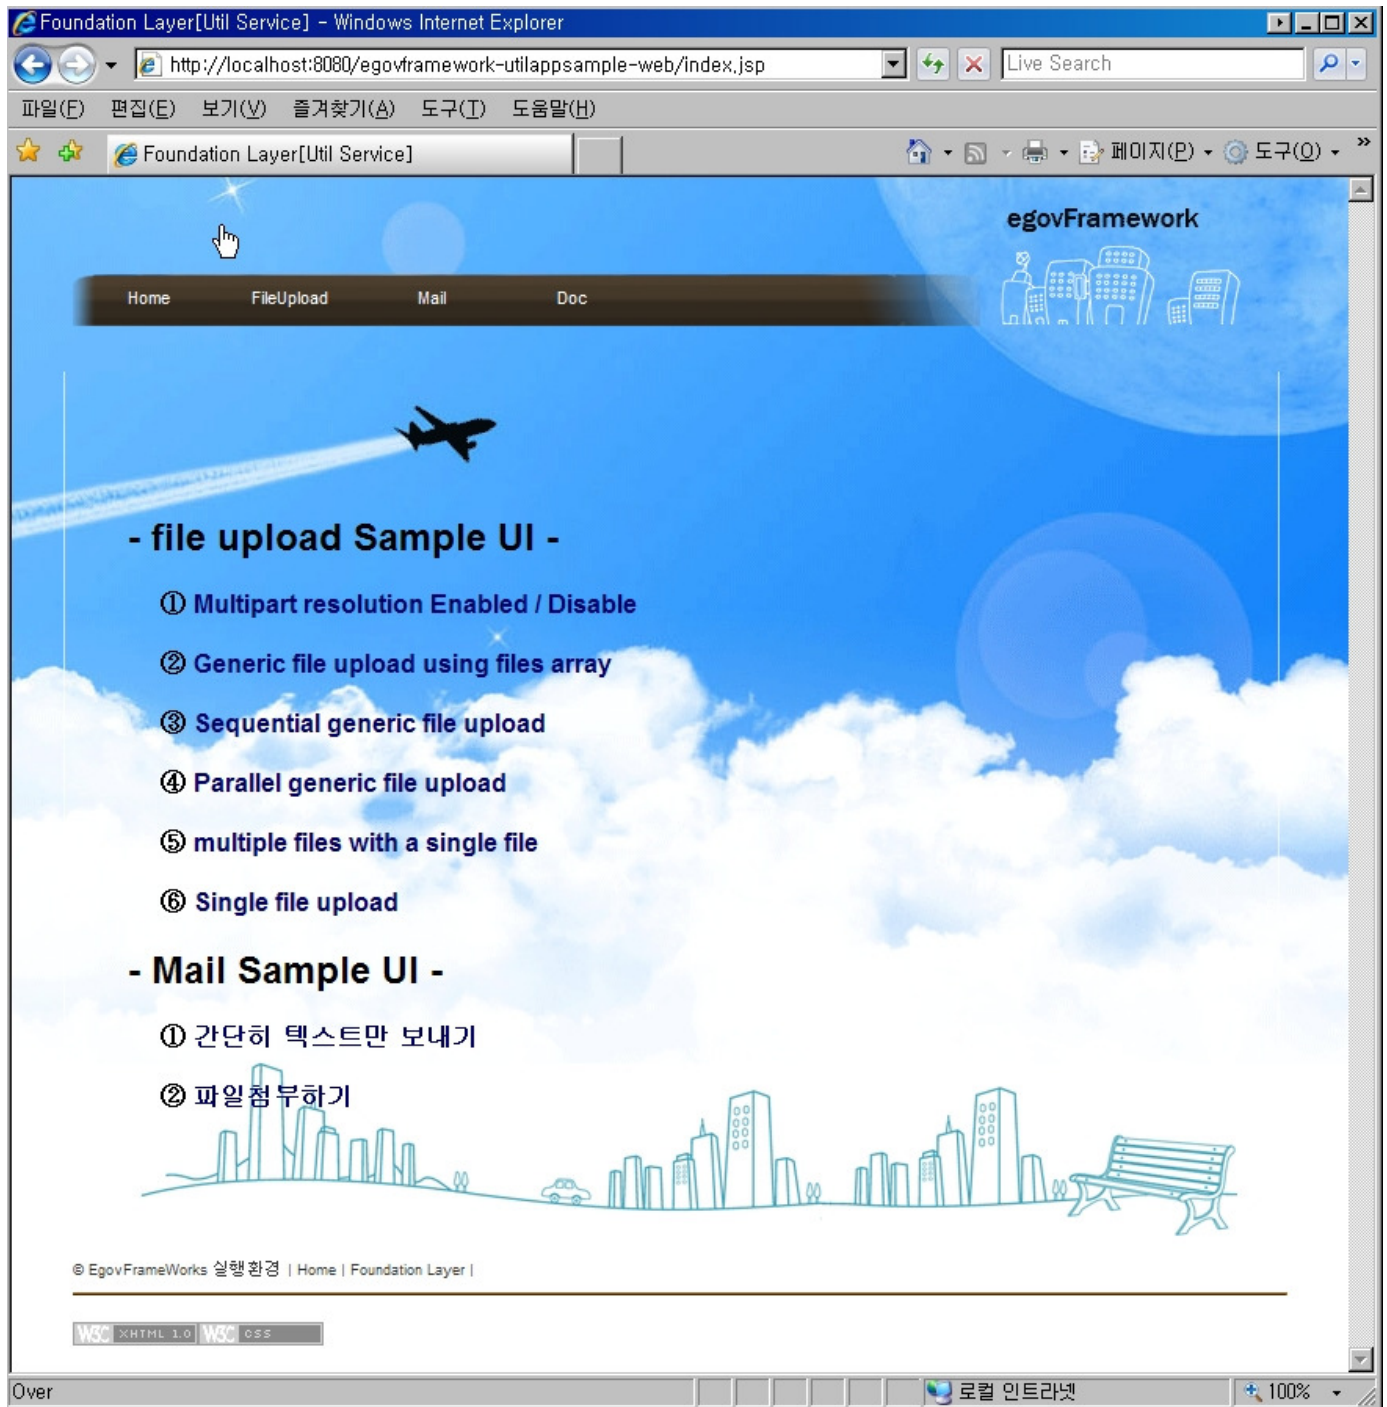 Foundation Layer[Util Service] - Windows Internet Explorer
http://localhost:8080/egovframework-utilappsample-web/index.jsp
Live Search
파일(F) 편집(E) 보기(V) 즐겨찾기(A) 도구(T) 도움말(H)
Foundation Layer[Util Service]
페이지(P) 도구(O) »
egovFramework
Home FileUpload Mail Doc
- file upload Sample UI -
① Multipart resolution Enabled / Disable
② Generic file upload using files array
③ Sequential generic file upload
④ Parallel generic file upload
⑤ multiple files with a single file
⑥ Single file upload
- Mail Sample UI -
① 간단히 텍스트만 보내기
② 파일첨부하기
© EgovFrameWorks 실행환경 | Home | Foundation Layer |
W3C XHTML 1.0 W3C CSS
Over 로컬 인트라넷 100%